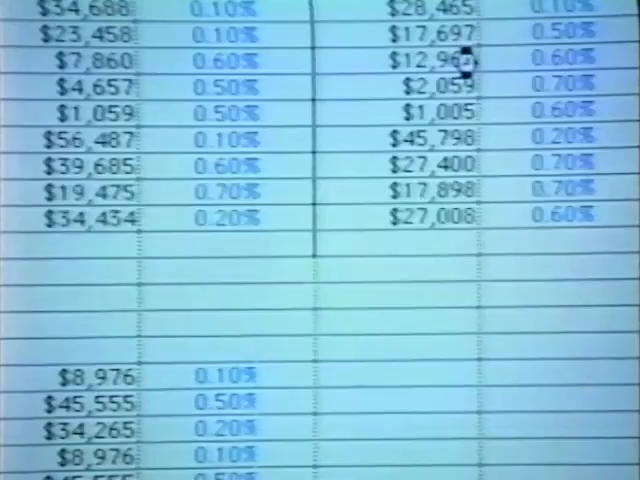 $34,688 0.10% $28,465 0.10%
$23,458 0.10% $17,697 0.50%
$7,860 0.60% 0.60%
$4,657 0.50% $2,059 0.70%
$1,059 0.50% $1,005 0.60%
$56,487 0.10% $45,798 0.20%
$39,685 0.60% $27,400 0.70%
$19,475 0.70% $17,898 0.70%
$34,434 0.20% $27,008 0.60%
$8,976 0.10%
$45,555 0.50%
$34,265 0.20%
$8,976 0.10%